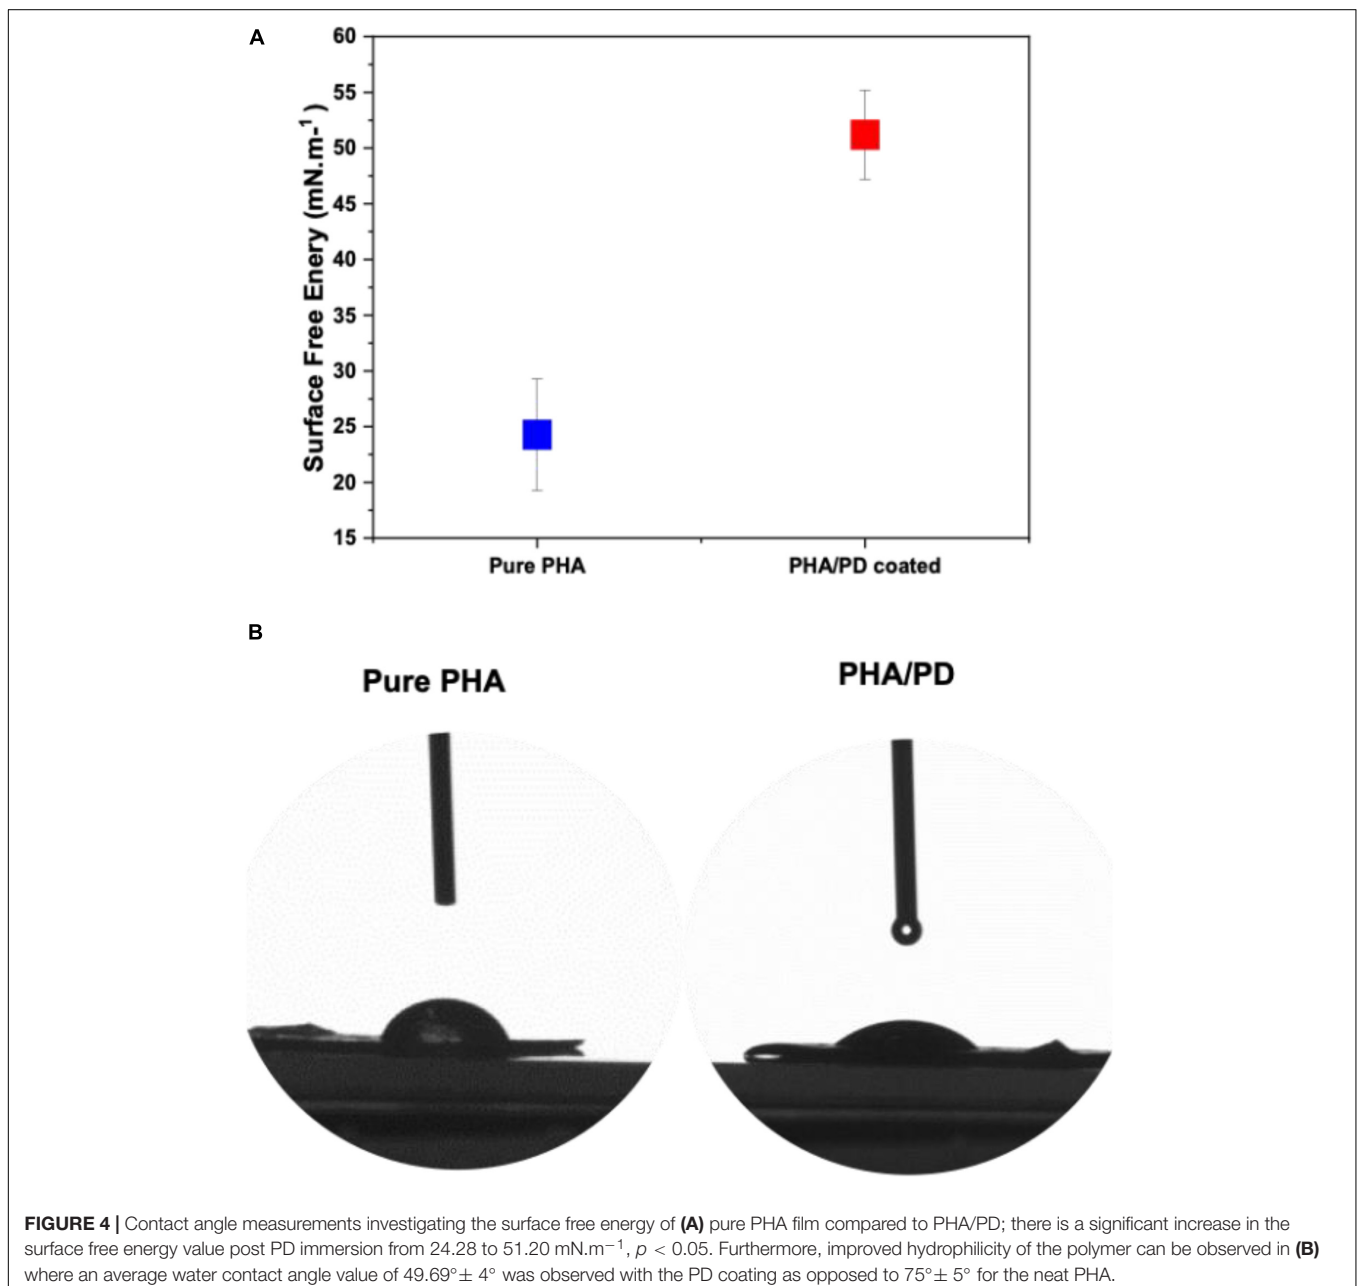 A
60
55
50
45
40
35
30
25
20
15
Surface Free Enery (mN.m-¹ )
Pure PHA
PHA/PD coated
B
Pure PHA
PHA/PD
FIGURE 4 | Contact angle measurements investigating the surface free energy of (A) pure PHA film compared to PHA/PD; there is a significant increase in the
surface free energy value post PD immersion from 24.28 to 51.20 mN.m⁻¹, p < 0.05. Furthermore, improved hydrophilicity of the polymer can be observed in (B)
where an average water contact angle value of 49.69°± 4° was observed with the PD coating as opposed to 75°± 5° for the neat PHA.